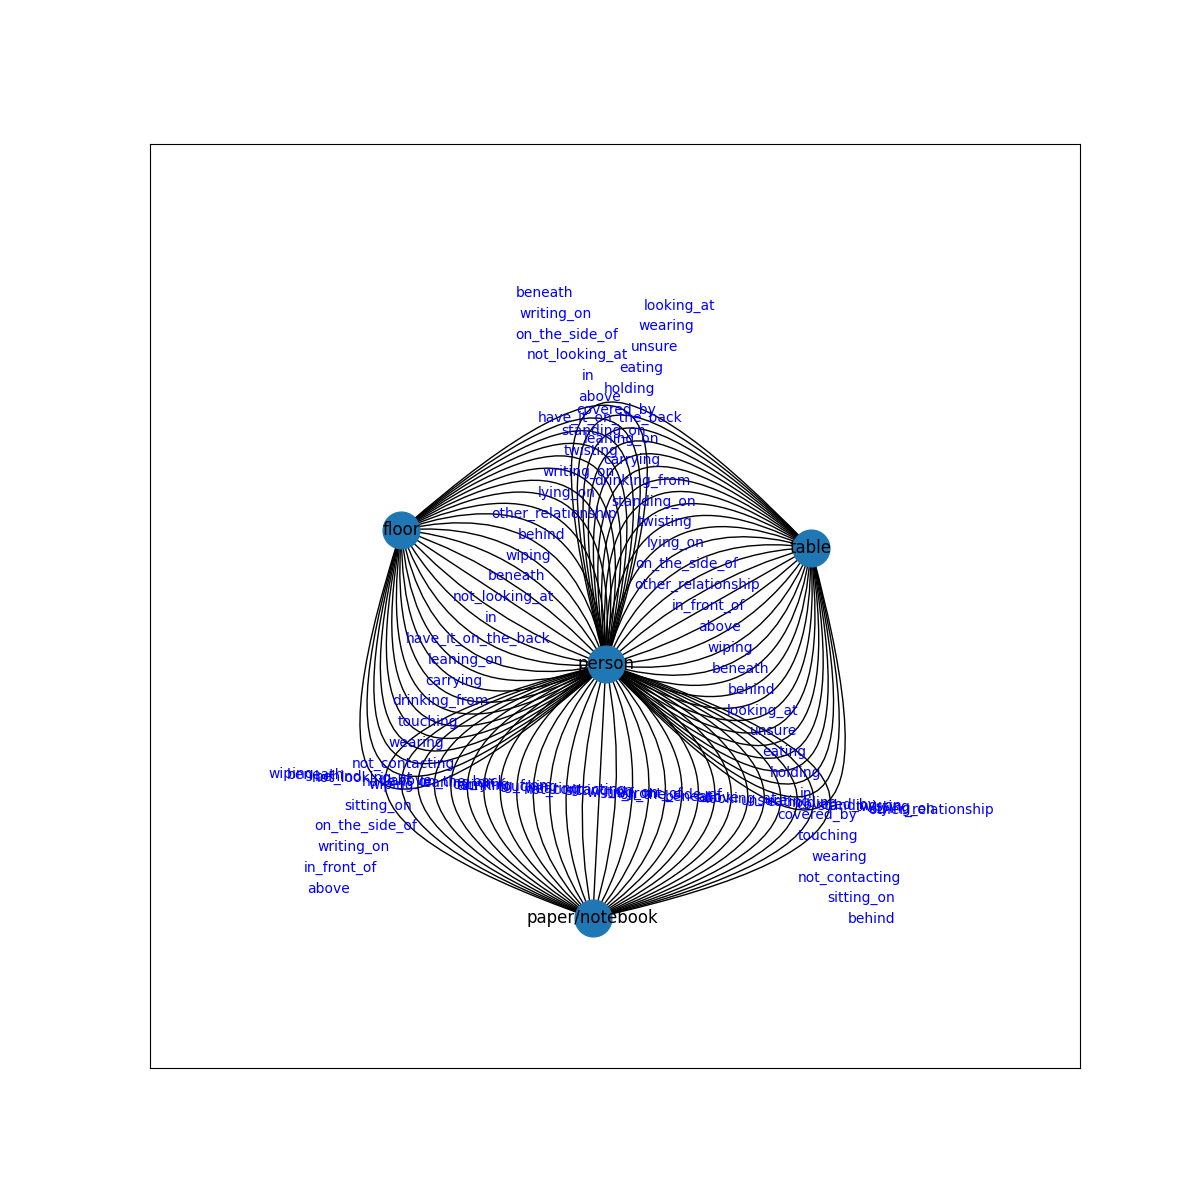 beneath
looking_at
writing_on
wearing
on_the_side_of
unsure
not_looking_at
eating
in
holding
above
covered_by
have_it_on_the_back
standing_on
leaning_on
twisting
carrying
writing_on
drinking_from
lying_on
standing_on
other_relationship
twisting
floor
behind
lying_on
table
wiping
on_the_side_of
beneath
other_relationship
not_looking_at
in_front_of
in
above
have_it_on_the_back
wiping
leaning_on
person
beneath
carrying
behind
drinking_from
looking_at
touching
unsure
wearing
eating
not_contacting
holding
wiping
in
sitting_on
other_relationship
covered_by
on_the_side_of
touching
writing_on
wearing
in_front_of
not_contacting
above
sitting_on
paper/notebook
behind